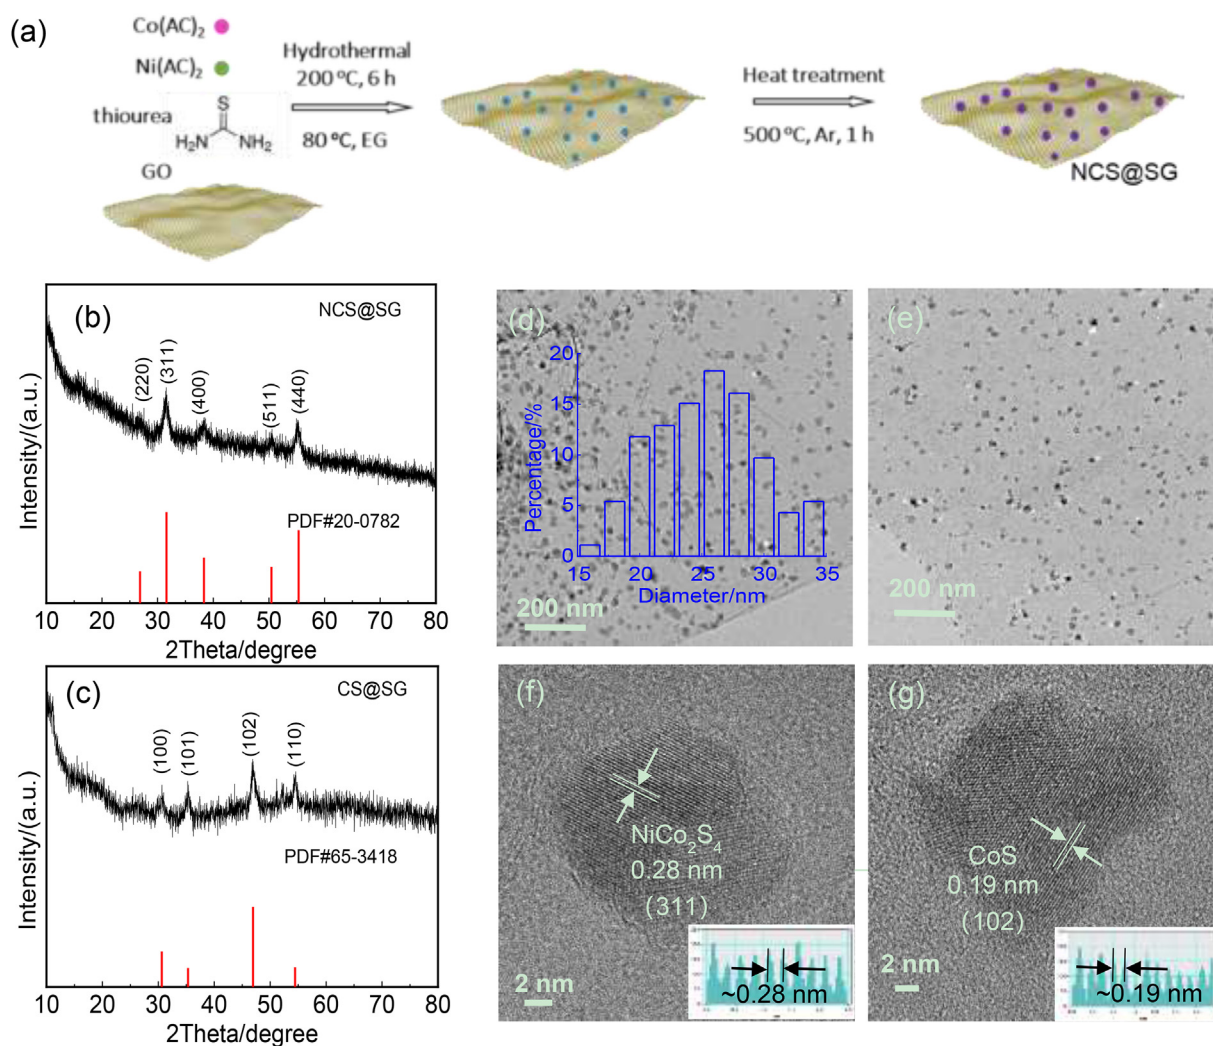 (a)
Co(AC)2
Ni(AC)2
thiourea
S
H2N
NH2
GO
Hydrothermal
200 ºC, 6 h
80 ºC, EG
Heat treatment
500 ºC, Ar, 1 h
NCS@SG
(b)
NCS@SG
(220)
(311)
(400)
(511)
(440)
PDF#20-0782
Intensity/(a.u.)
10 20 30 40 50 60 70 80
2Theta/degree
(c)
CS@SG
(100)
(101)
(102)
(110)
PDF#65-3418
Intensity/(a.u.)
10 20 30 40 50 60 70 80
2Theta/degree
(d)
20
15
10
5
0
Percentage/%
15 20 25 30 35
Diameter/nm
200 nm
(e)
200 nm
(f)
NiCo2S4
0.28 nm
(311)
2 nm
~0.28 nm
(g)
CoS
0.19 nm
(102)
2 nm
~0.19 nm